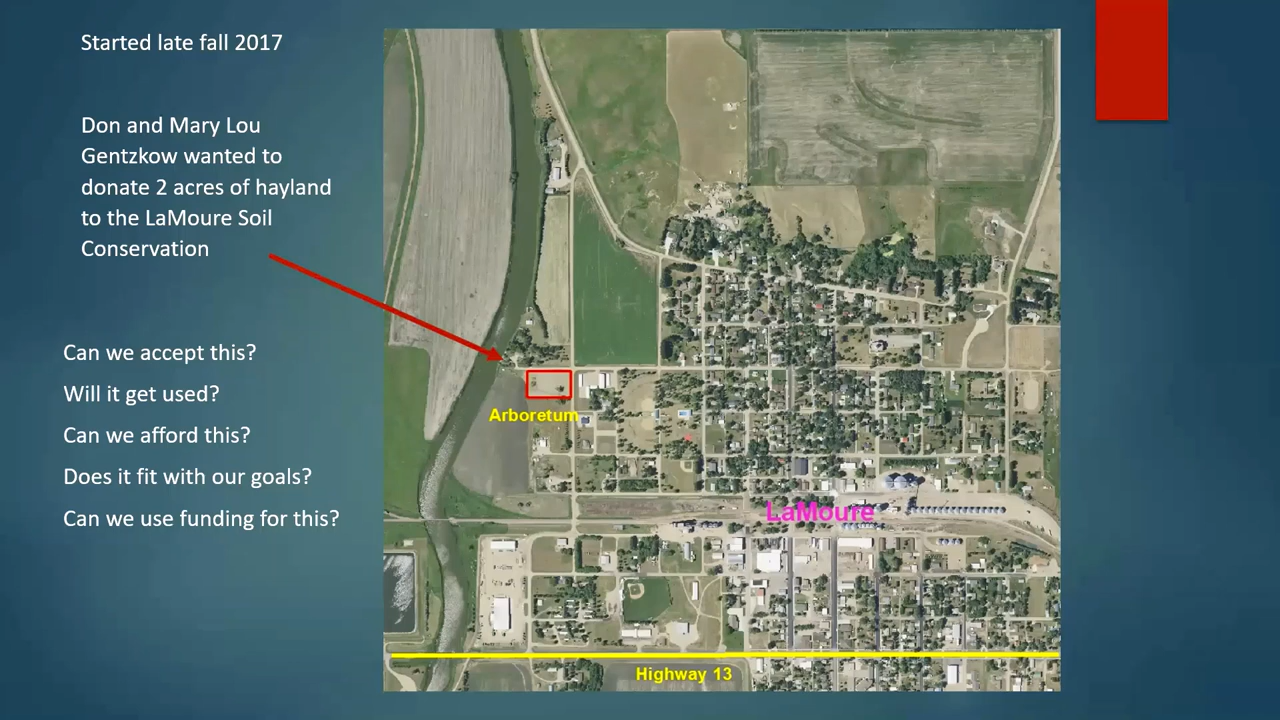 Started late fall 2017
Don and Mary Lou
Gentzkow wanted to
donate 2 acres of hayland
to the LaMoure Soil
Conservation
Can we accept this?
Will it get used?
Can we afford this?
Does it fit with our goals?
Can we use funding for this?
Arboretum
LaMoure
Highway 13